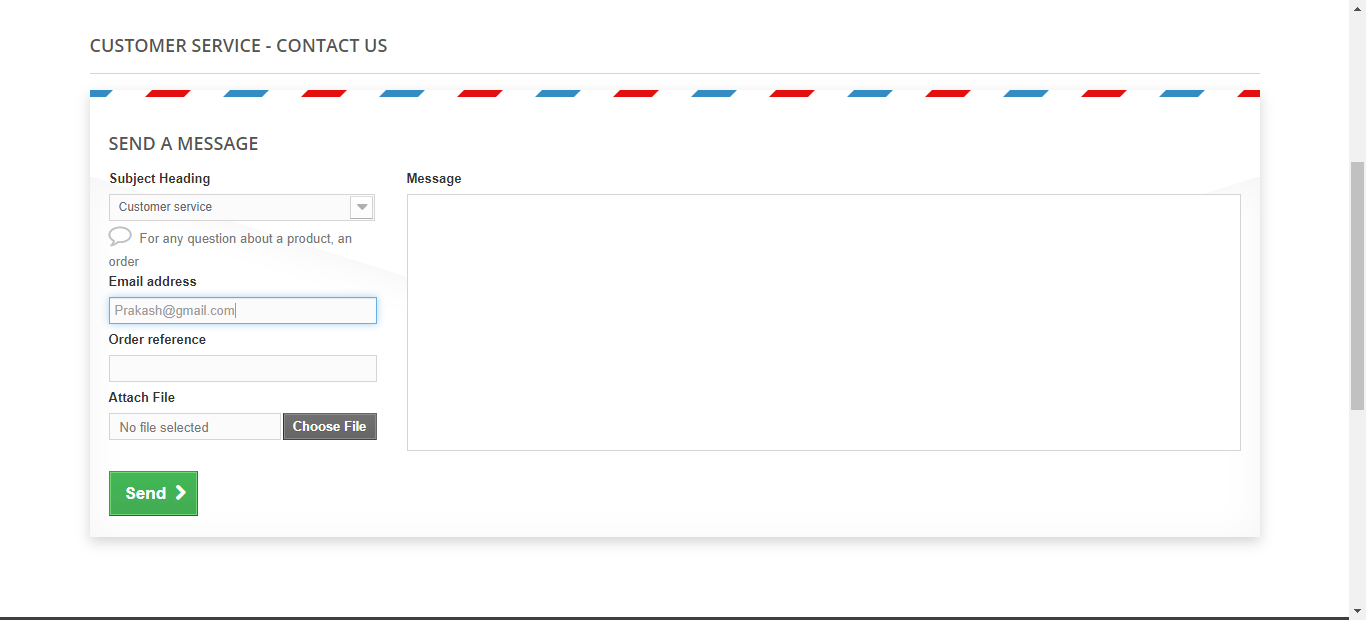 CUSTOMER SERVICE - CONTACT US
SEND A MESSAGE
Subject Heading
Customer service
For any question about a product, an
order
Email address
Prakash@gmail.com
Order reference
Attach File
No file selected
Choose File
Send
Message